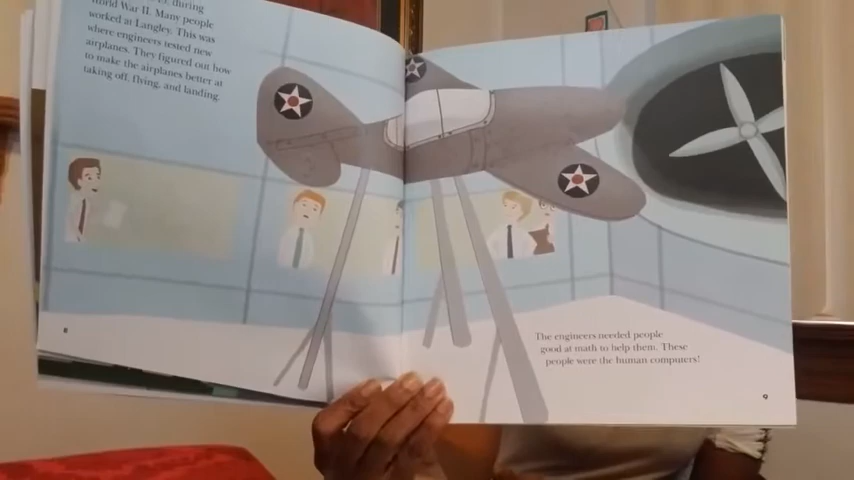 during
World War II. Many people
worked at Langley. This was
where engineers tested new
airplanes. They figured out how
to make the airplanes better at
taking off, flying, and landing.
8
The engineers needed people
good at math to help them. These
people were the human computers!
9